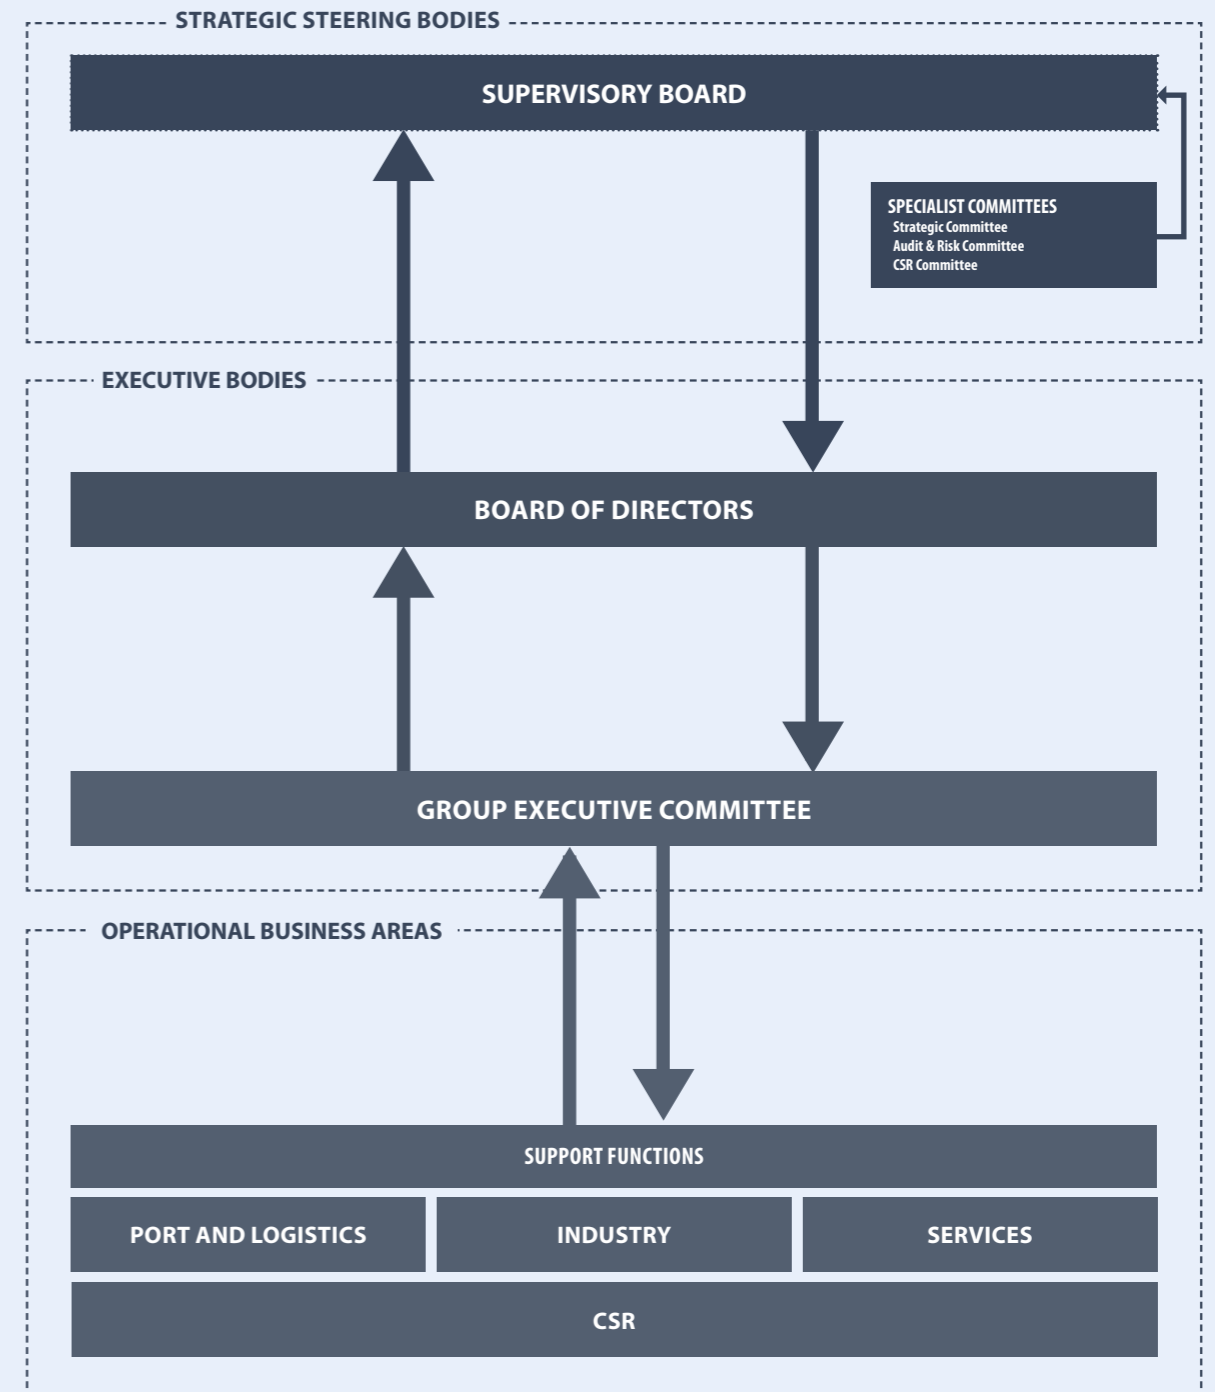 STRATEGIC STEERING BODIES
SUPERVISORY BOARD
SPECIALIST COMMITTEES
Strategic Committee
Audit & Risk Committee
CSR Committee
EXECUTIVE BODIES
BOARD OF DIRECTORS
GROUP EXECUTIVE COMMITTEE
OPERATIONAL BUSINESS AREAS
SUPPORT FUNCTIONS
PORT AND LOGISTICS
INDUSTRY
SERVICES
CSR